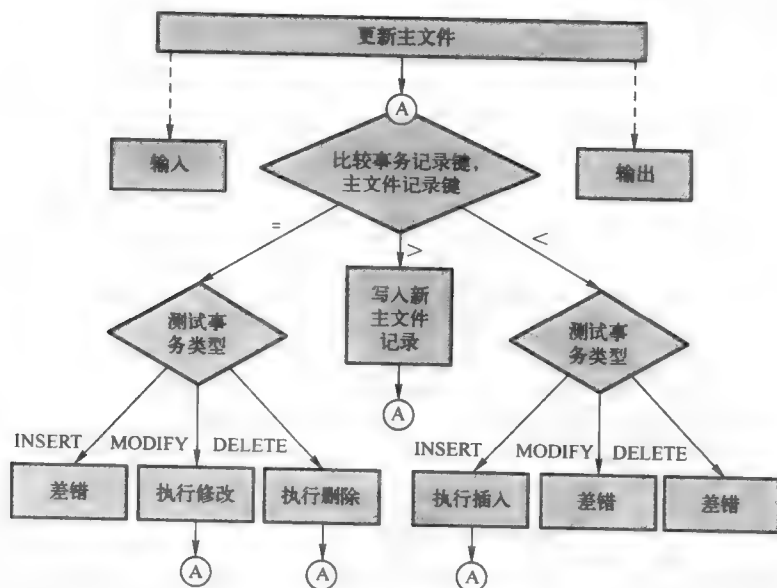 更新主文件
A
输入
比较事务记录键,
主文件记录键
输出
=
>
<
测试事
务类型
写入新
主文件
记录
测试事
务类型
A
INSERT
MODIFY
DELETE
INSERT
MODIFY
DELETE
差错
执行修改
执行删除
执行插入
差错
差错
A
A
A